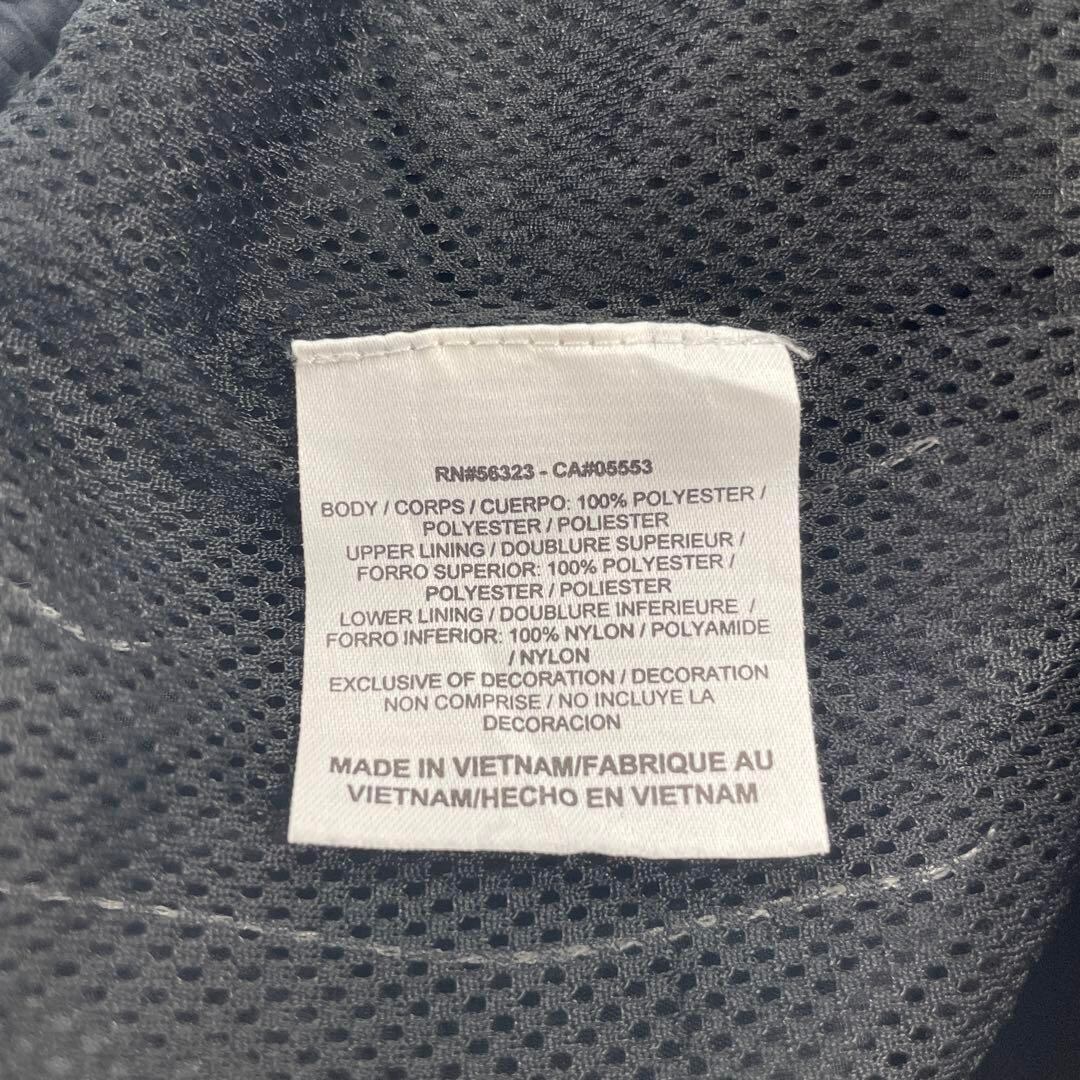 RN#56323 - CA#05553
BODY / CORPS / CUERPO: 100% POLYESTER /
POLYESTER / POLIESTER
UPPER LINING / DOUBLURE SUPERIEUR /
FORRO SUPERIOR: 100% POLYESTER /
POLYESTER / POLIESTER
LOWER LINING / DOUBLURE INFERIEURE /
FORRO INFERIOR: 100% NYLON / POLYAMIDE
/ NYLON
EXCLUSIVE OF DECORATION / DECORATION
NON COMPRISE / NO INCLUYE LA
DECORACION
MADE IN VIETNAM/FABRIQUE AU
VIETNAM/HECHO EN VIETNAM